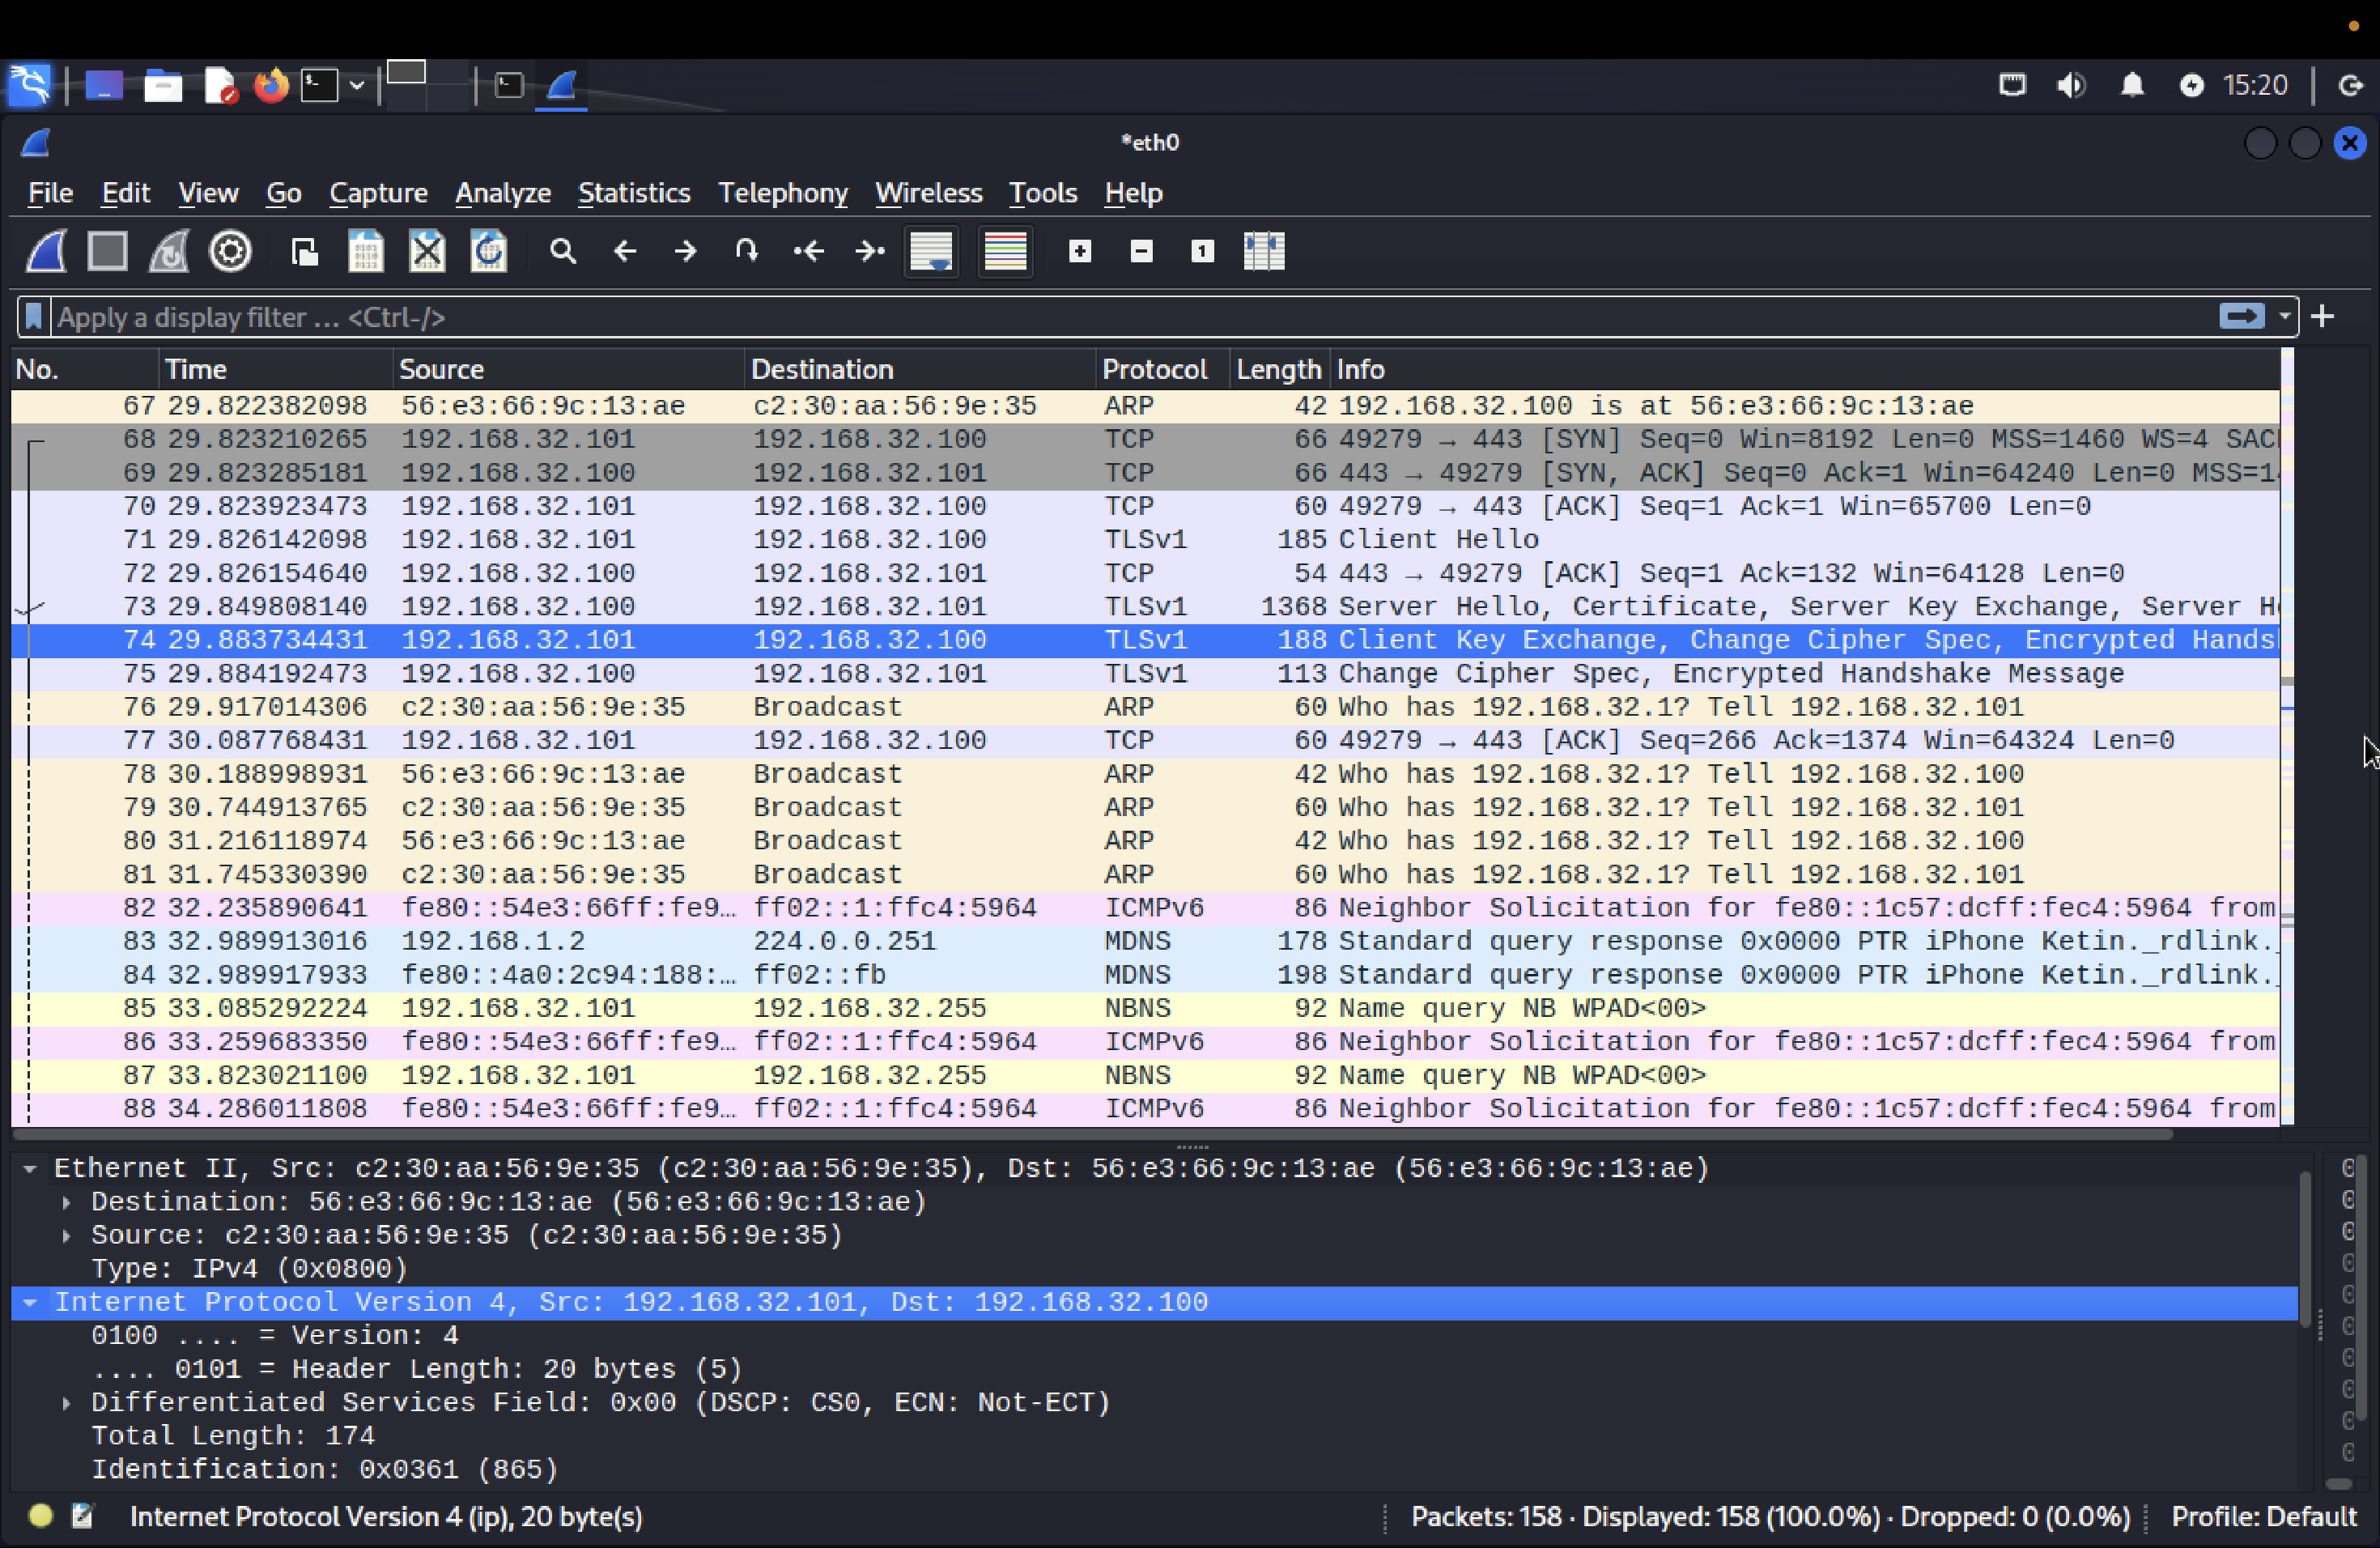 15:20
*eth0
File Edit View Go Capture Analyze Statistics Telephony Wireless Tools Help
Apply a display filter … <Ctrl-/>
No. Time Source Destination Protocol Length Info
67 29.822382098 56:e3:66:9c:13:ae c2:30:aa:56:9e:35 ARP 42 192.168.32.100 is at 56:e3:66:9c:13:ae
68 29.823210265 192.168.32.101 192.168.32.100 TCP 66 49279 → 443 [SYN] Seq=0 Win=8192 Len=0 MSS=1460 WS=4 SAC
69 29.823285181 192.168.32.100 192.168.32.101 TCP 66 443 → 49279 [SYN, ACK] Seq=0 Ack=1 Win=64240 Len=0 MSS=1
70 29.823923473 192.168.32.101 192.168.32.100 TCP 60 49279 → 443 [ACK] Seq=1 Ack=1 Win=65700 Len=0
71 29.826142098 192.168.32.101 192.168.32.100 TLSv1 185 Client Hello
72 29.826154640 192.168.32.100 192.168.32.101 TCP 54 443 → 49279 [ACK] Seq=1 Ack=132 Win=64128 Len=0
73 29.849808140 192.168.32.100 192.168.32.101 TLSv1 1368 Server Hello, Certificate, Server Key Exchange, Server H
74 29.883734431 192.168.32.101 192.168.32.100 TLSv1 188 Client Key Exchange, Change Cipher Spec, Encrypted Hands
75 29.884192473 192.168.32.100 192.168.32.101 TLSv1 113 Change Cipher Spec, Encrypted Handshake Message
76 29.917014306 c2:30:aa:56:9e:35 Broadcast ARP 60 Who has 192.168.32.1? Tell 192.168.32.101
77 30.087768431 192.168.32.101 192.168.32.100 TCP 60 49279 → 443 [ACK] Seq=266 Ack=1374 Win=64324 Len=0
78 30.188998931 56:e3:66:9c:13:ae Broadcast ARP 42 Who has 192.168.32.1? Tell 192.168.32.100
79 30.744913765 c2:30:aa:56:9e:35 Broadcast ARP 60 Who has 192.168.32.1? Tell 192.168.32.101
80 31.216118974 56:e3:66:9c:13:ae Broadcast ARP 42 Who has 192.168.32.1? Tell 192.168.32.100
81 31.745330390 c2:30:aa:56:9e:35 Broadcast ARP 60 Who has 192.168.32.1? Tell 192.168.32.101
82 32.235890641 fe80::54e3:66ff:fe9… ff02::1:ffc4:5964 ICMPv6 86 Neighbor Solicitation for fe80::1c57:dcff:fec4:5964 from
83 32.989913016 192.168.1.2 224.0.0.251 MDNS 178 Standard query response 0x0000 PTR iPhone Ketin._rdlink._
84 32.989917933 fe80::4a0:2c94:188:… ff02::fb MDNS 198 Standard query response 0x0000 PTR iPhone Ketin._rdlink._
85 33.085292224 192.168.32.101 192.168.32.255 NBNS 92 Name query NB WPAD<00>
86 33.259683350 fe80::54e3:66ff:fe9… ff02::1:ffc4:5964 ICMPv6 86 Neighbor Solicitation for fe80::1c57:dcff:fec4:5964 from
87 33.823021100 192.168.32.101 192.168.32.255 NBNS 92 Name query NB WPAD<00>
88 34.286011808 fe80::54e3:66ff:fe9… ff02::1:ffc4:5964 ICMPv6 86 Neighbor Solicitation for fe80::1c57:dcff:fec4:5964 from
Ethernet II, Src: c2:30:aa:56:9e:35 (c2:30:aa:56:9e:35), Dst: 56:e3:66:9c:13:ae (56:e3:66:9c:13:ae)
Destination: 56:e3:66:9c:13:ae (56:e3:66:9c:13:ae)
Source: c2:30:aa:56:9e:35 (c2:30:aa:56:9e:35)
Type: IPv4 (0x0800)
Internet Protocol Version 4, Src: 192.168.32.101, Dst: 192.168.32.100
0100 .... = Version: 4
.... 0101 = Header Length: 20 bytes (5)
Differentiated Services Field: 0x00 (DSCP: CS0, ECN: Not-ECT)
Total Length: 174
Identification: 0x0361 (865)
Internet Protocol Version 4 (ip), 20 byte(s) Packets: 158 · Displayed: 158 (100.0%) · Dropped: 0 (0.0%) Profile: Default